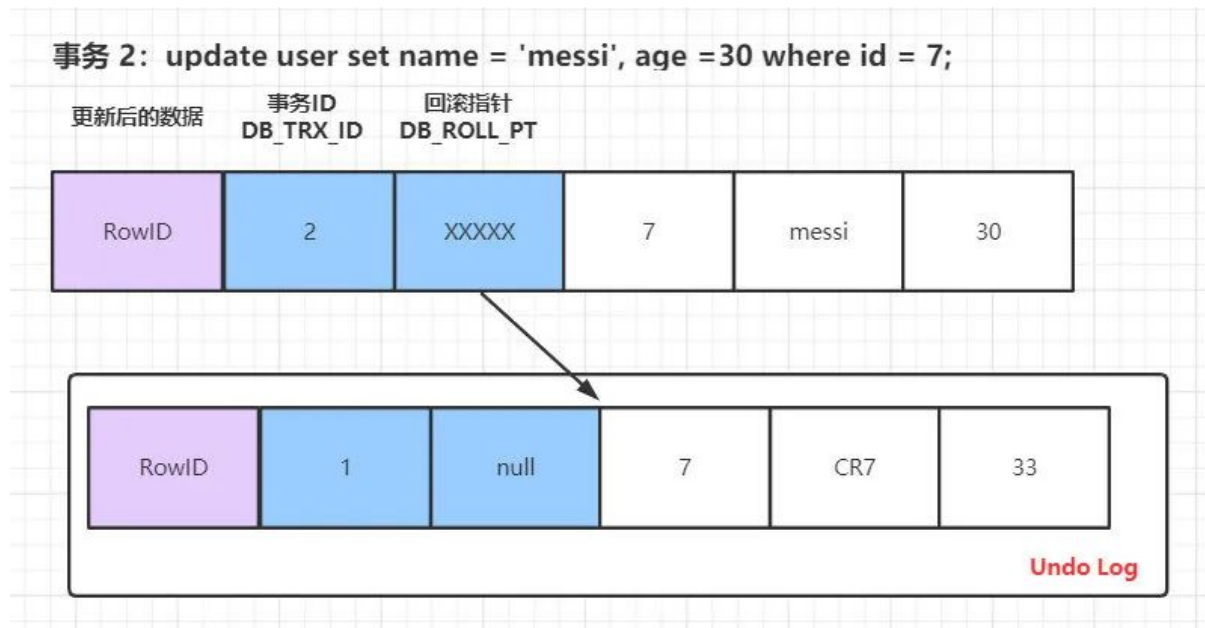 事务 2：update user set name = 'messi', age =30 where id = 7;
更新后的数据
事务ID
DB_TRX_ID
回滚指针
DB_ROLL_PT
RowID 2 XXXXX 7 messi 30
RowID 1 null 7 CR7 33
Undo Log